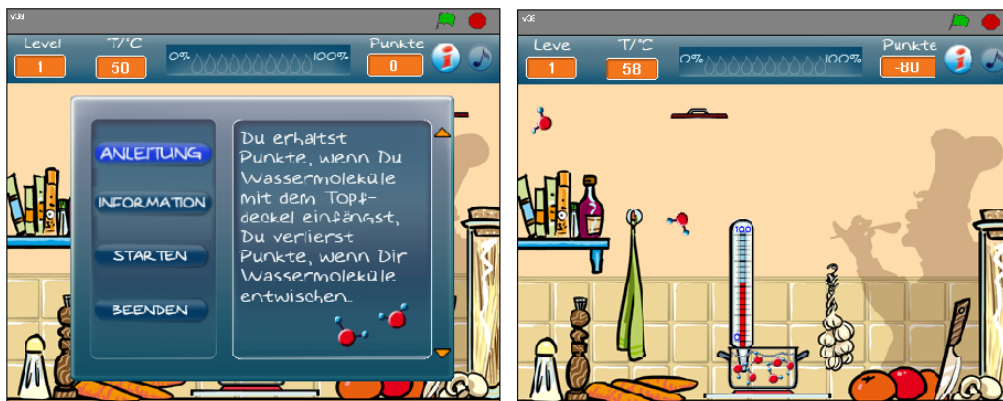 v38
Level
T/°C
0%
100%
Punkte
1
50
0
ANLEITUNG
INFORMATION
STARTEN
BEENDEN
Du erhältst
Punkte, wenn Du
Wassermoleküle
mit dem Topf-
deckel einfängst,
Du verlierst
Punkte, wenn Dir
Wassermoleküle
entwischen.
v38
Leve
T/°C
0%
100%
Punkte
1
58
-80
100
0